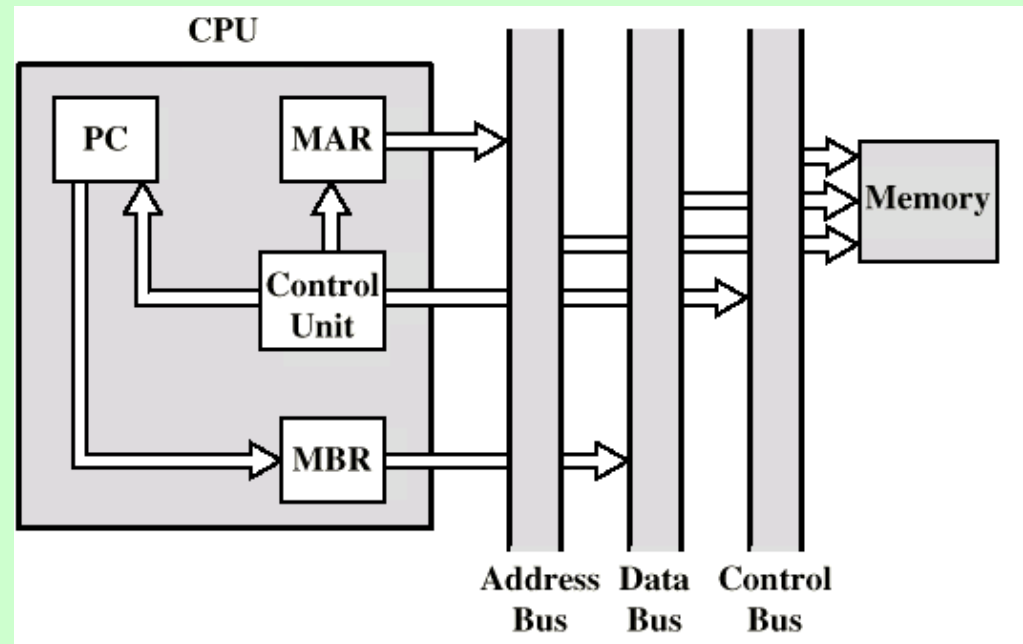 CPU
PC
MAR
Memory
Control
Unit
MBR
Address Data Control
Bus Bus Bus